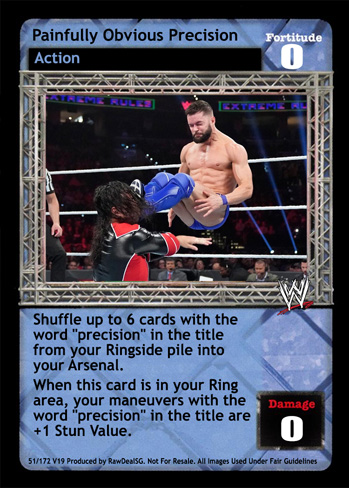 Painfully Obvious Precision
Fortitude
0
Action
EXTREME RULES
EXTREME RULES
W
Shuffle up to 6 cards with the
word "precision" in the title
from your Ringside pile into
your Arsenal.
When this card is in your Ring
area, your maneuvers with the
word "precision" in the title are
+1 Stun Value.
Damage
0
51/172 V19 Produced by RawDealSG. Not For Resale. All Images Used Under Fair Guidelines